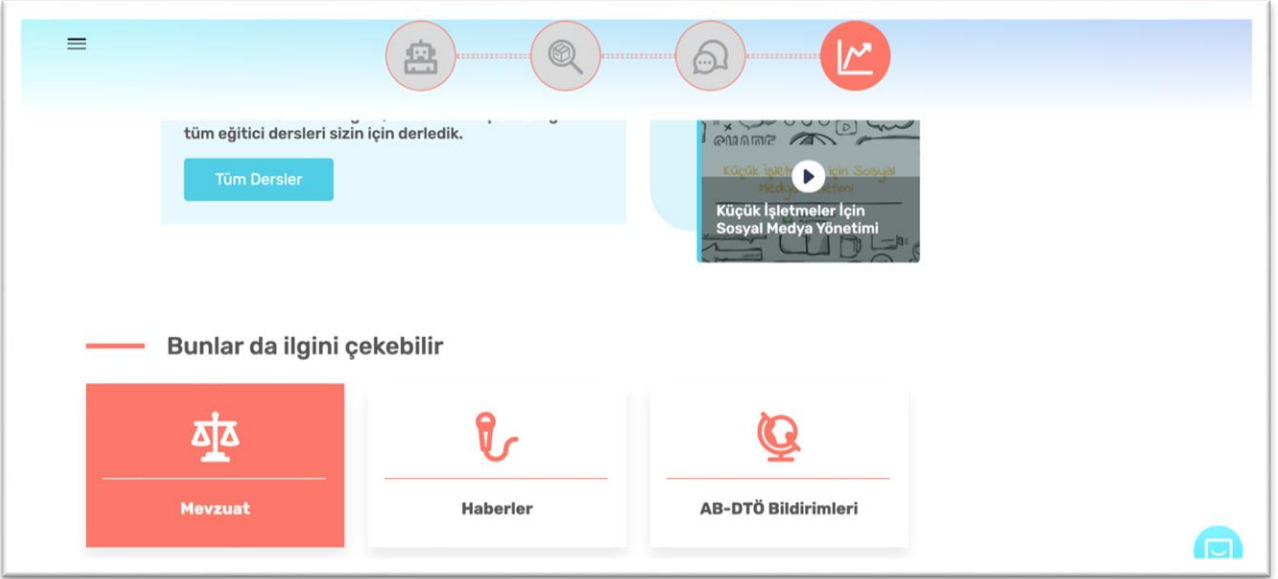 tüm eğitici dersleri sizin için derledik.
Tüm Dersler
Küçük İşletmeler İçin
Sosyal Medya Yönetimi
Bunlar da ilgini çekebilir
Mevzuat
Haberler
AB-DTÖ Bildirimleri